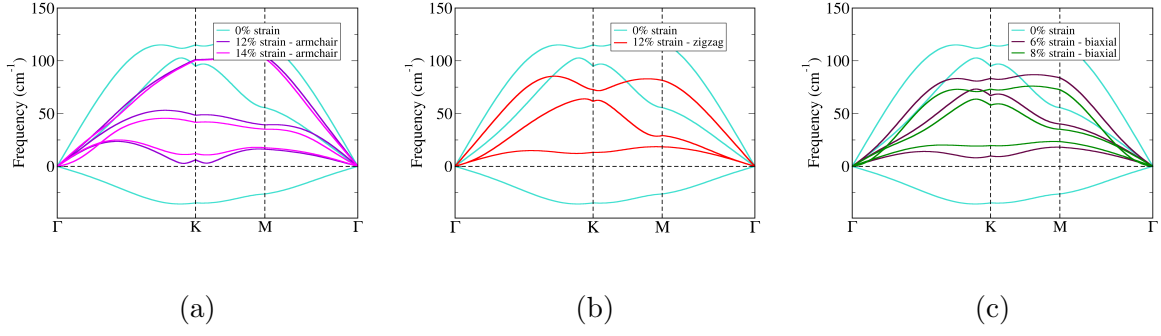 150
100
50
0
Frequency (cm⁻¹)
0% strain
12% strain - armchair
14% strain - armchair
Γ K M Γ
(a)
150
100
50
0
Frequency (cm⁻¹)
0% strain
12% strain - zigzag
Γ K M Γ
(b)
150
100
50
0
Frequency (cm⁻¹)
0% strain
6% strain - biaxial
8% strain - biaxial
Γ K M Γ
(c)